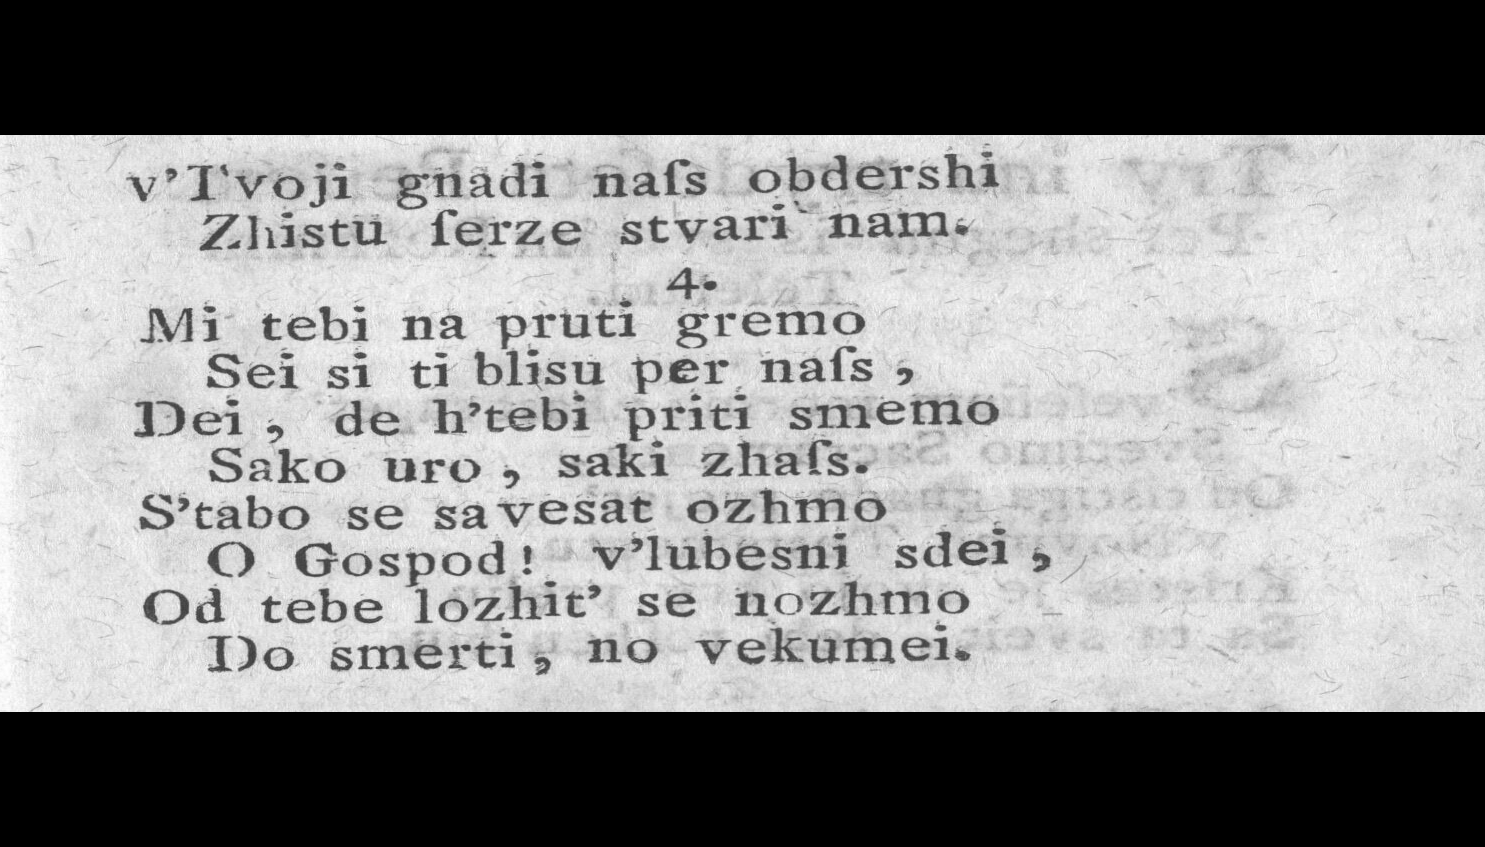 v’Tvoji gnadi naſs obdershi
Zhistu ſerze stvari nam.
4.
Mi tebi na pruti gremo
Sei si ti blisu per naſs ,
Dei , de h’tebi priti smemo
Sako uro , saki zhaſs.
S’tabo se savesat ozhmo
O Gospod! v’lubesni sdei ,
Od tebe lozhit’ se nozhmo
Do smerti , no vekumei.